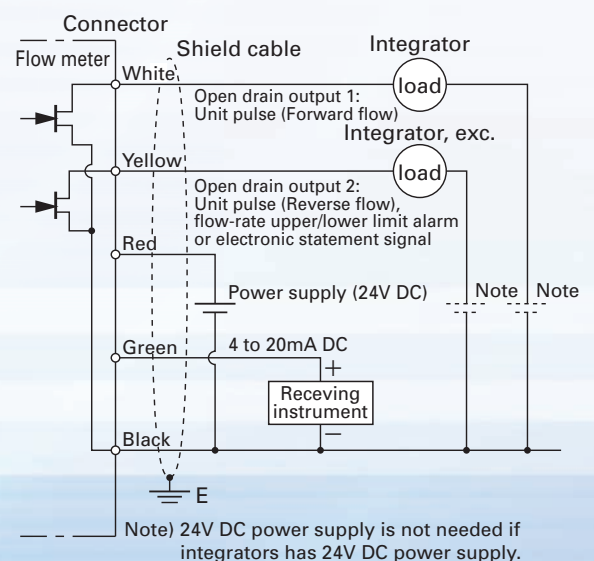 Connector
Flow meter
Shield cable
Integrator
White
load
Open drain output 1:
Unit pulse (Forward flow)
Integrator, exc.
Yellow
load
Open drain output 2:
Unit pulse (Reverse flow),
flow-rate upper/lower limit alarm
or electronic statement signal
Red
Power supply (24V DC)
Note
Note
Green
4 to 20mA DC
+
Receving
instrument
−
Black
E
Note) 24V DC power supply is not needed if
integrators has 24V DC power supply.